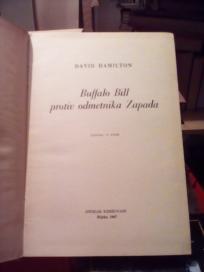 DAVID HAMILTON
Buffalo Bill
protiv odmetnika Zapada
OTOKAR KERŠOVANI
Rijeka 1967